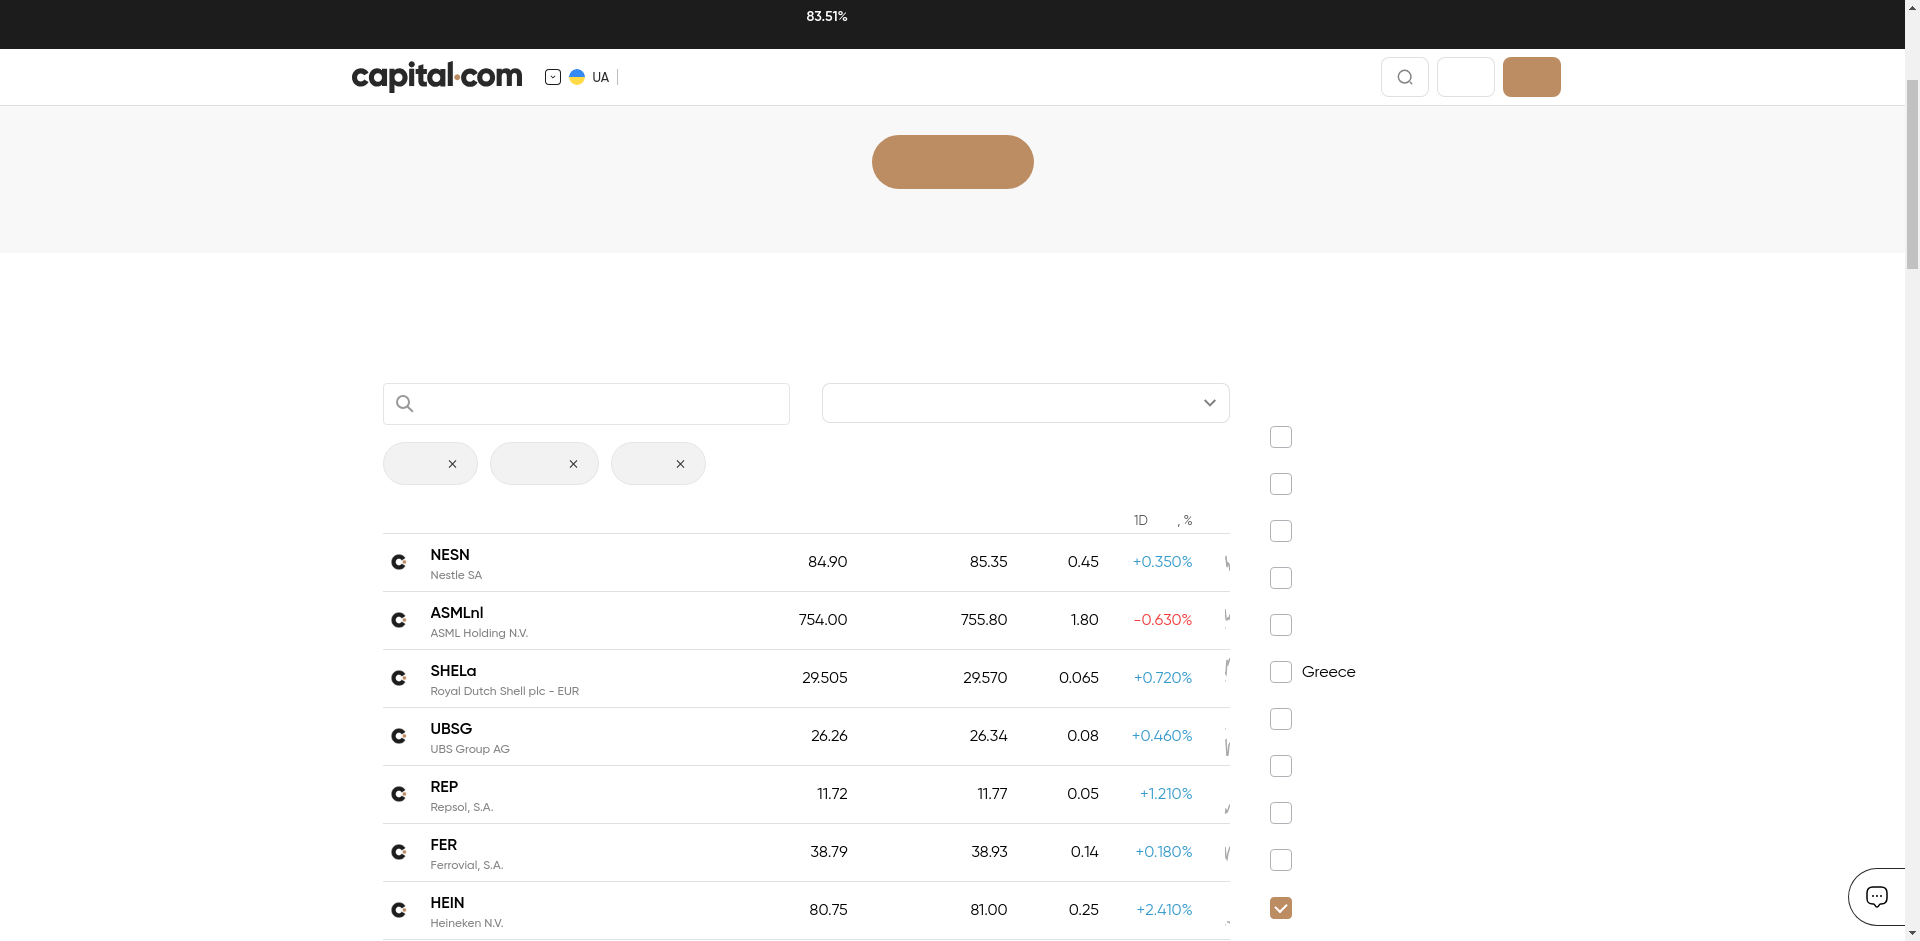 83.51%
capital.com
UA
1D , %
NESN 84.90 85.35 0.45 +0.350%
Nestle SA
ASMLnl 754.00 755.80 1.80 -0.630%
ASML Holding N.V.
SHELa 29.505 29.570 0.065 +0.720%
Royal Dutch Shell plc - EUR
Greece
UBSG 26.26 26.34 0.08 +0.460%
UBS Group AG
REP 11.72 11.77 0.05 +1.210%
Repsol, S.A.
FER 38.79 38.93 0.14 +0.180%
Ferrovial, S.A.
HEIN 80.75 81.00 0.25 +2.410%
Heineken N.V.